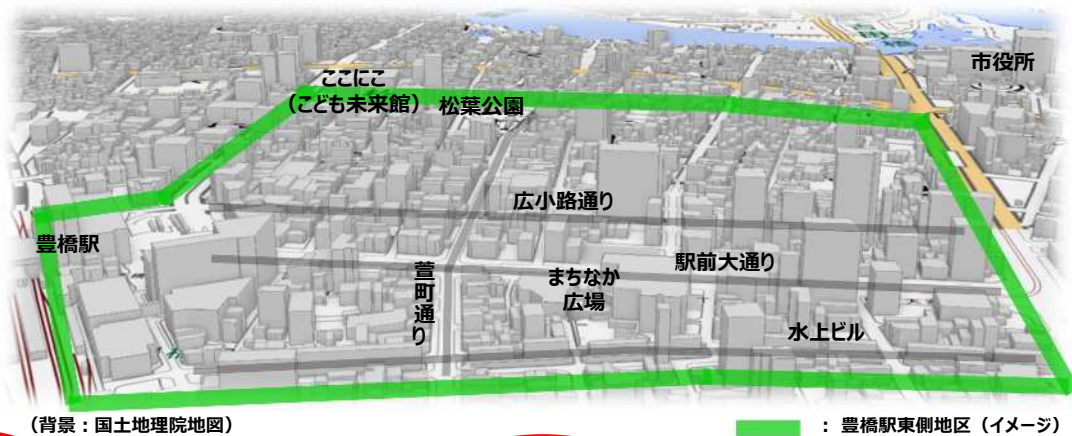 市役所
ここにこ
（こども未来館）
松葉公園
広小路通り
豊橋駅
駅前大通り
萱町通り
まちなか
広場
水上ビル
（背景：国土地理院地図）
：豊橋駅東側地区（イメージ）